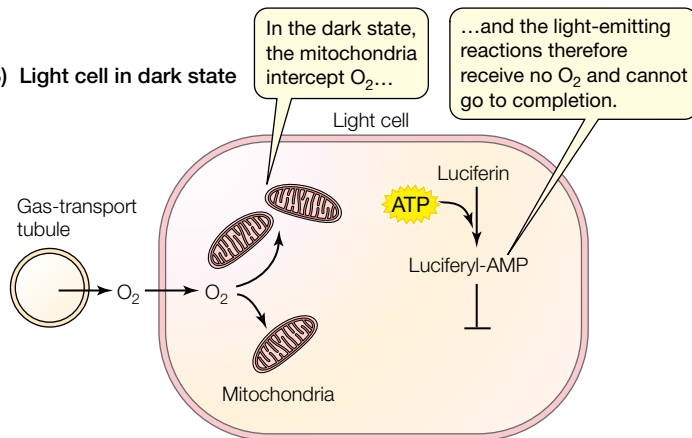 In the dark state,
the mitochondria
intercept O₂…
…and the light-emitting
reactions therefore
receive no O₂ and cannot
go to completion.
) Light cell in dark state
Light cell
Gas-transport
tubule
O₂
O₂
Mitochondria
Luciferin
ATP
Luciferyl-AMP